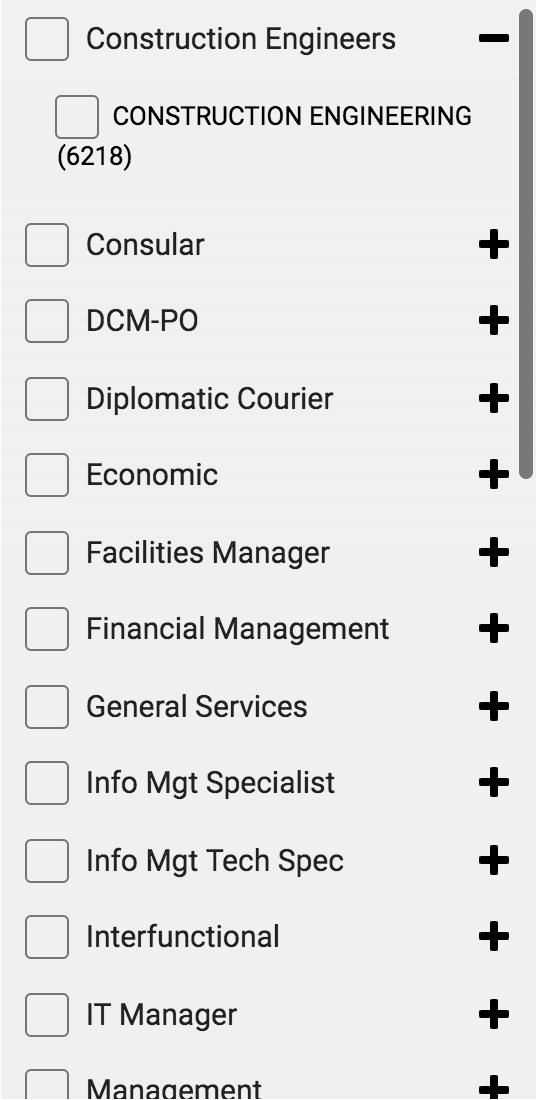 Construction Engineers
CONSTRUCTION ENGINEERING
(6218)
Consular
DCM-PO
Diplomatic Courier
Economic
Facilities Manager
Financial Management
General Services
Info Mgt Specialist
Info Mgt Tech Spec
Interfunctional
IT Manager
Management